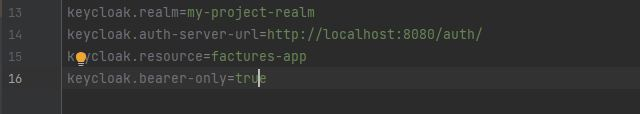 13 keycloak.realm=my-project-realm
14 keycloak.auth-server-url=http://localhost:8080/auth/
15 keycloak.resource=factures-app
16 keycloak.bearer-only=true